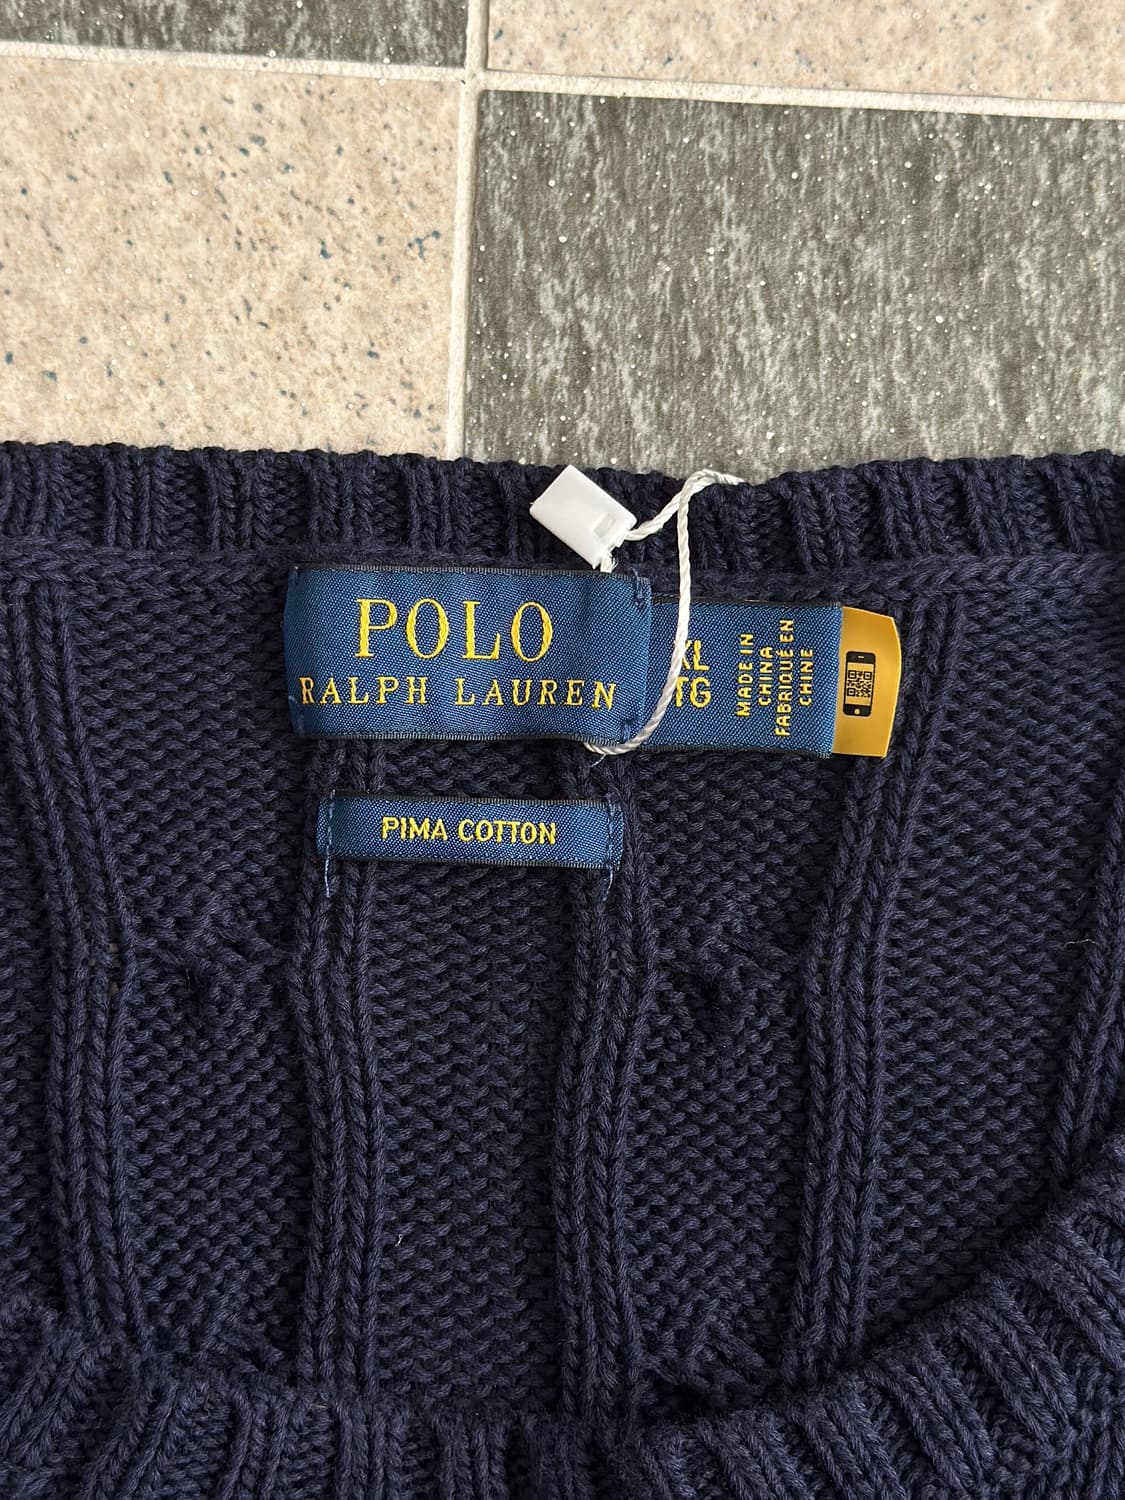 POLO
RALPH LAUREN
XL
TG
MADE IN
CHINA
FABRIQUÉ EN
CHINE
PIMA COTTON